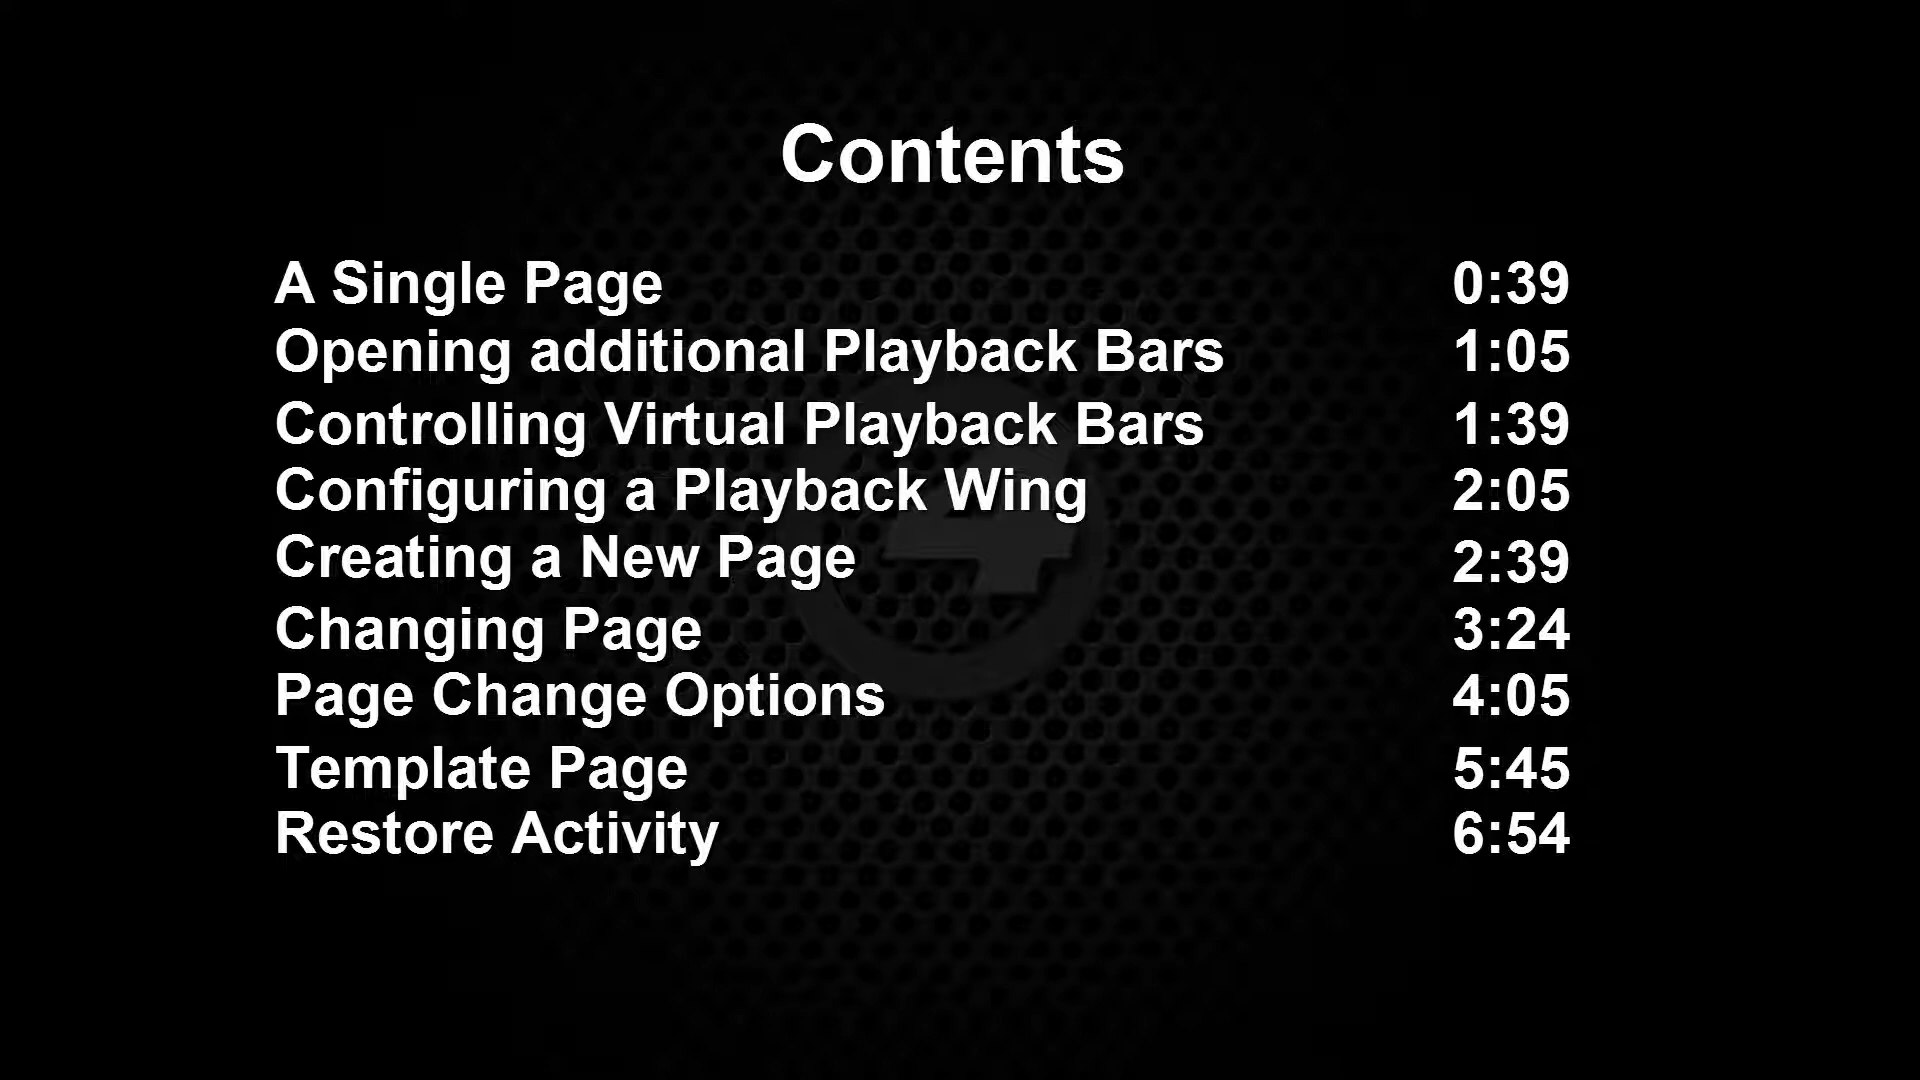 Contents
A Single Page 0:39
Opening additional Playback Bars 1:05
Controlling Virtual Playback Bars 1:39
Configuring a Playback Wing 2:05
Creating a New Page 2:39
Changing Page 3:24
Page Change Options 4:05
Template Page 5:45
Restore Activity 6:54